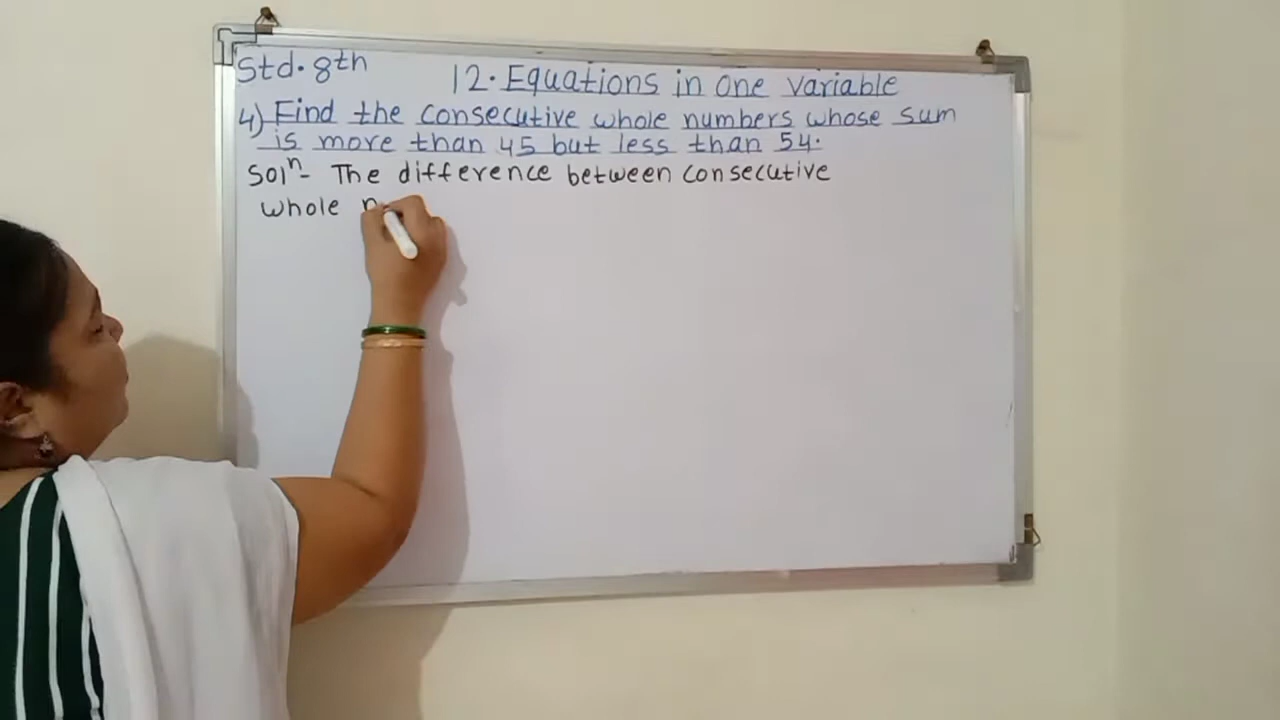 Std. 8th
12. Equations in one variable
4) Find the consecutive whole numbers whose sum
is more than 45 but less than 54.
Solⁿ- The difference between consecutive
whole